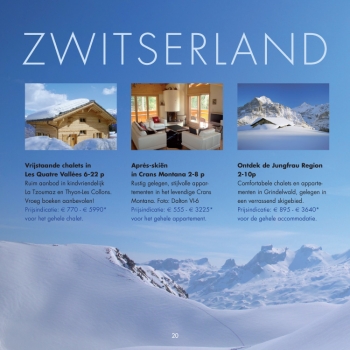 ZWITSERLAND
Vrijstaande chalets in
Les Quatre Vallées 6-22 p
Ruim aanbod in kindvriendelijk
La Tzoumaz en Thyon-Les Collons.
Vroeg boeken aanbevolen!
Prijsindicatie: € 770 - € 5990*
voor het gehele chalet.
Après-skiën
in Crans Montana 2-8 p
Rustig gelegen, stijlvolle appar-
tementen in het levendige Crans
Montana. Foto: Dalton VI-6
Prijsindicatie: € 555 - € 3225*
voor het gehele appartement.
Ontdek de Jungfrau Region
2-10p
Comfortabele chalets en apparte-
menten in Grindelwald, gelegen in
een verrassend skigebied.
Prijsindicatie: € 895 - € 3640*
voor de gehele accommodatie.
20